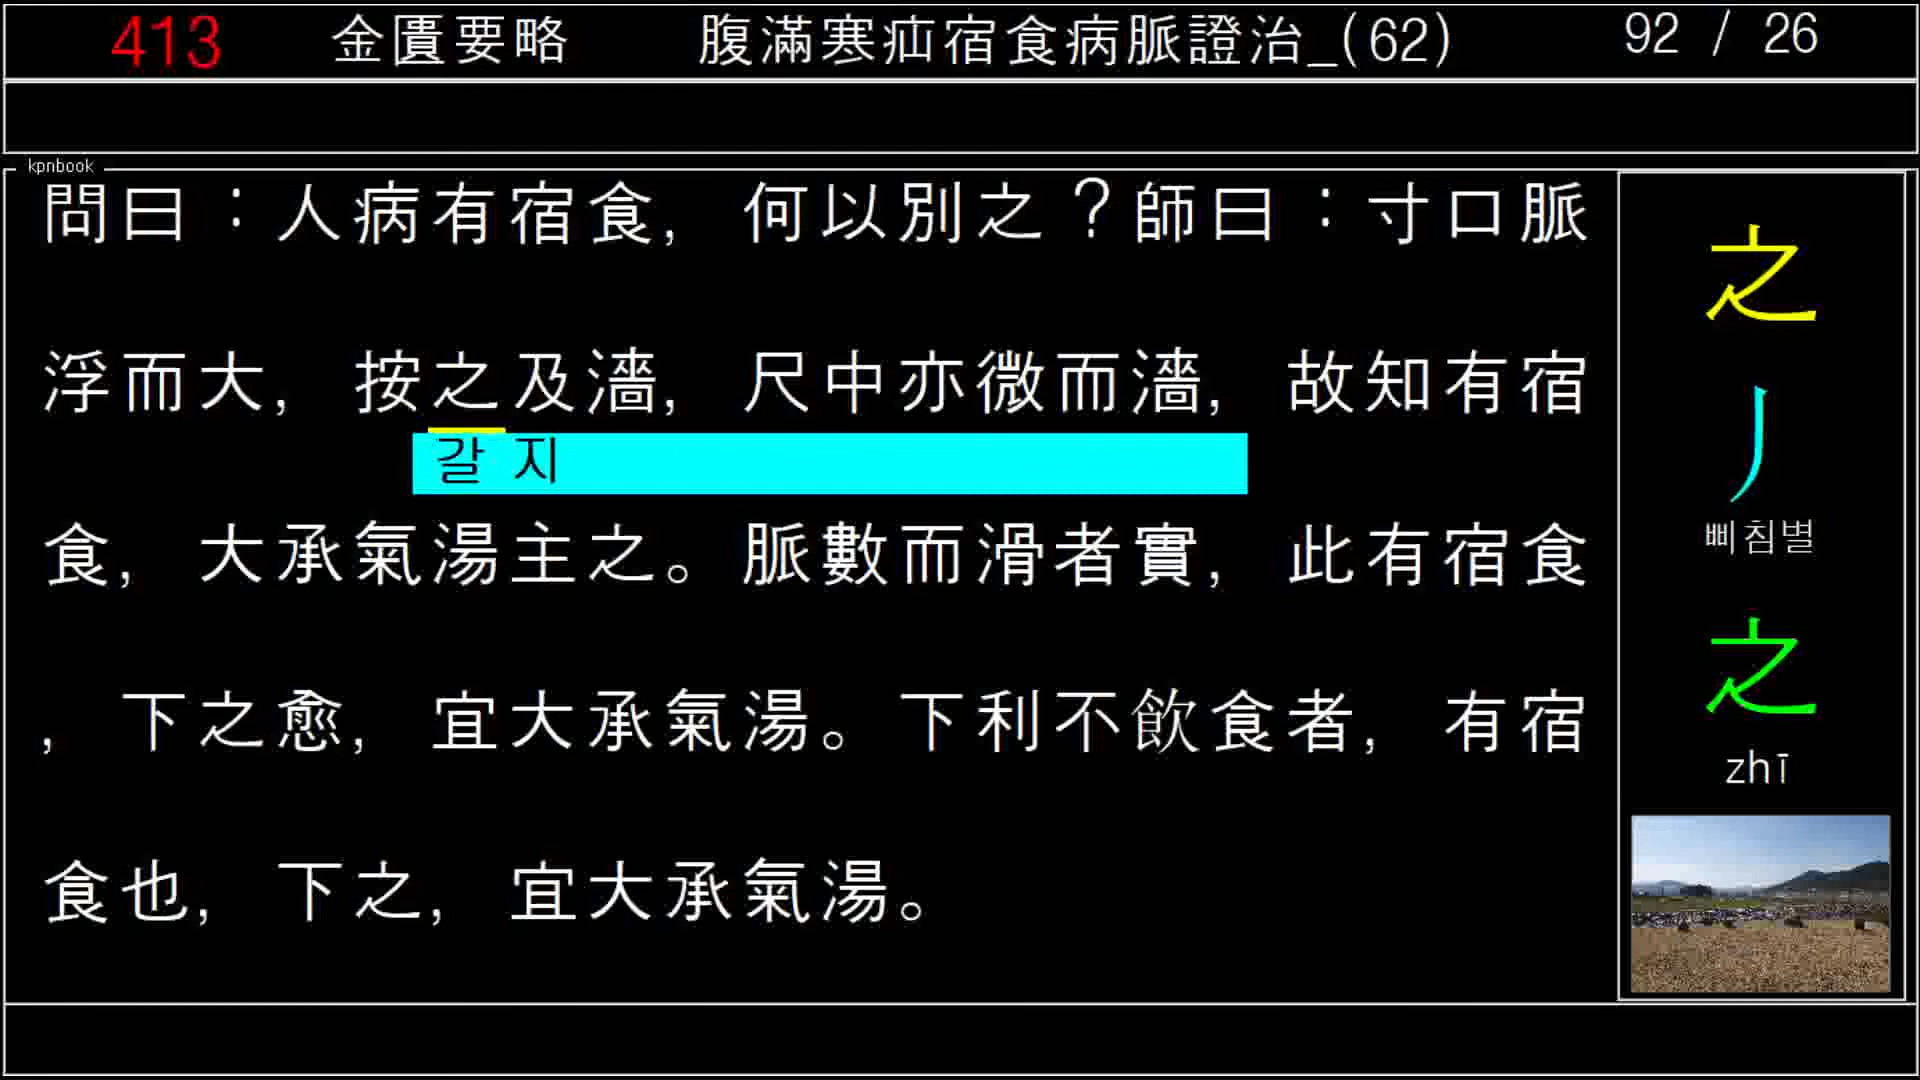 413 金匱要略 腹滿寒疝宿食病脈證治_(62) 92 / 26
kpnbook
問曰：人病有宿食, 何以別之？師曰：寸口脈
浮而大, 按之及濇, 尺中亦微而濇, 故知有宿
갈 지
食, 大承氣湯主之。脈數而滑者實, 此有宿食
, 下之愈, 宜大承氣湯。下利不飮食者, 有宿
食也, 下之, 宜大承氣湯。
之
丿
삐침별
之
zhī